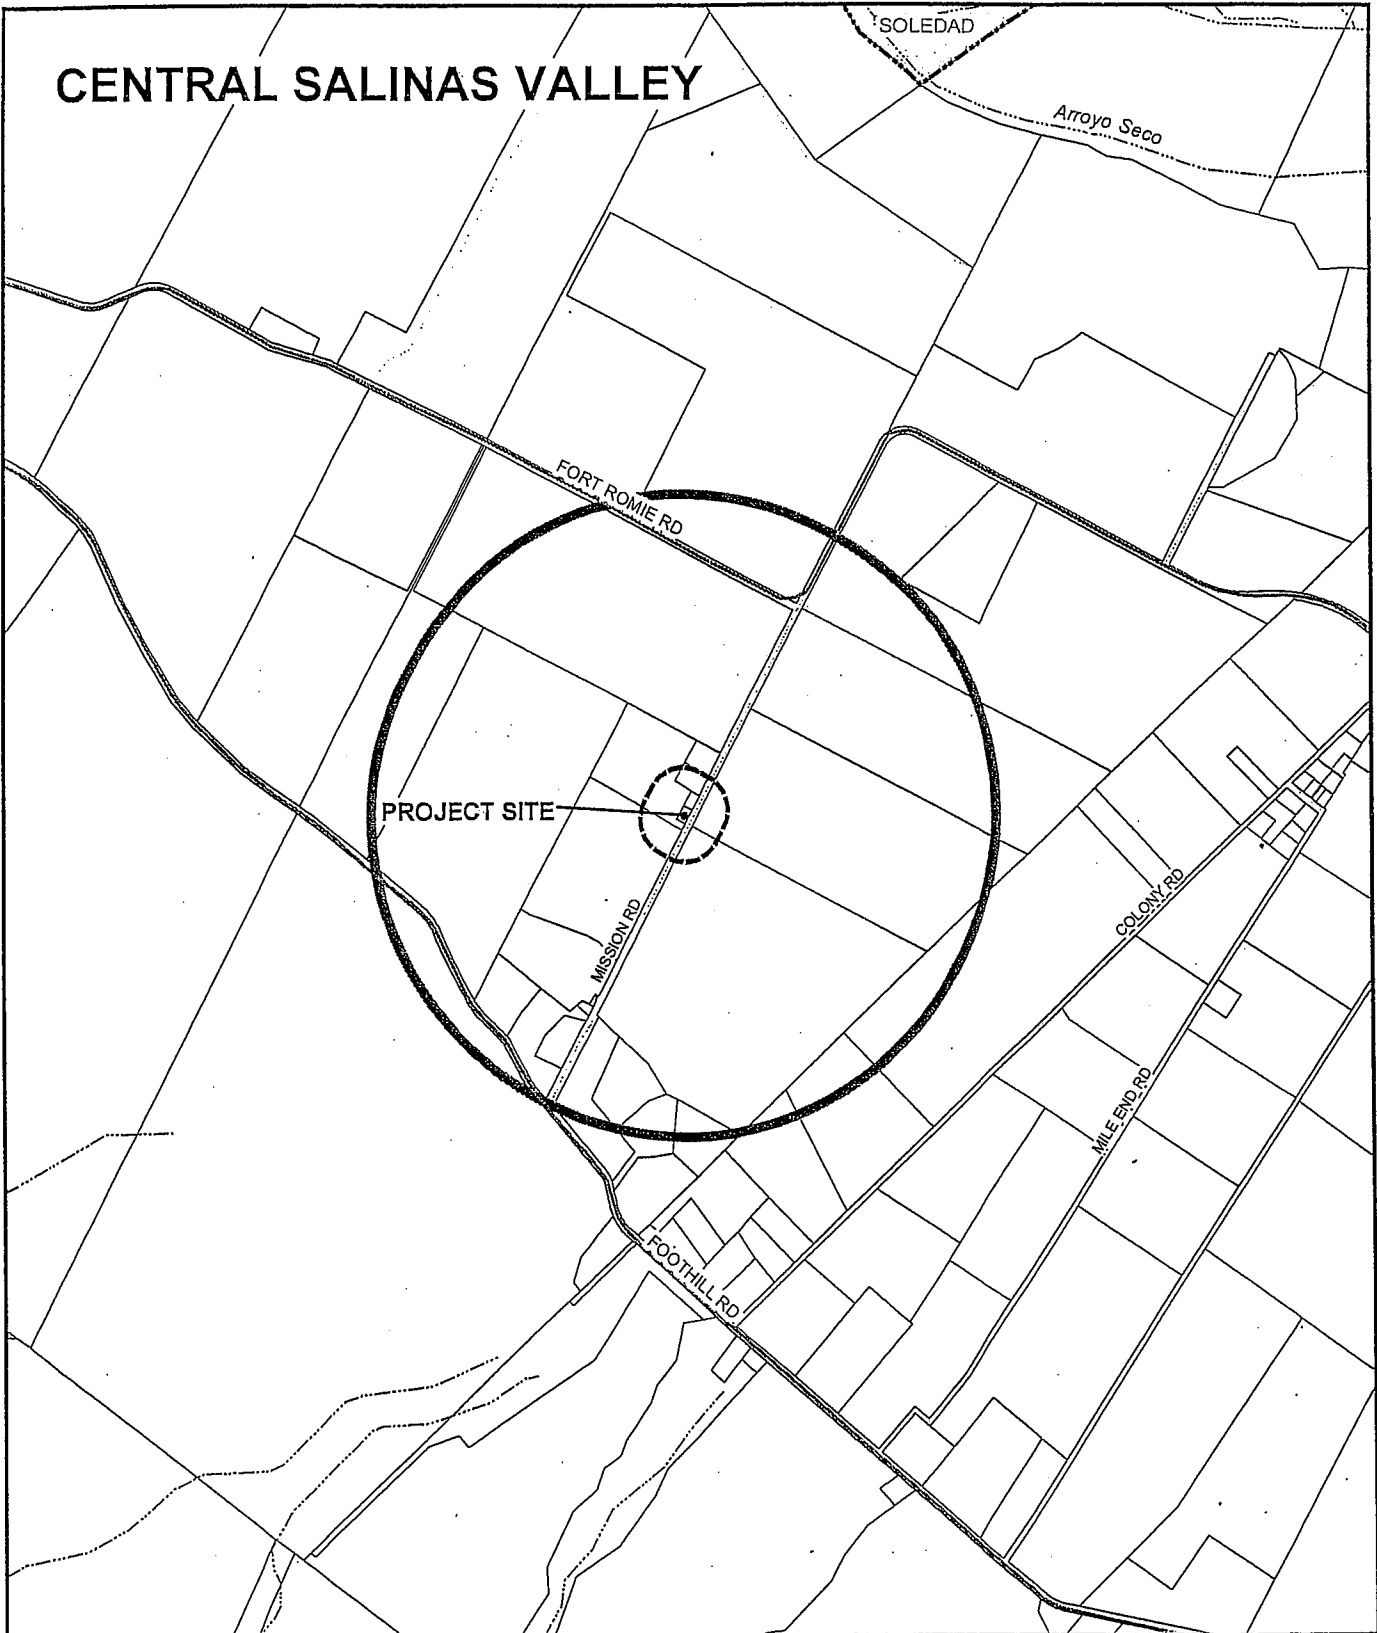 SOLEDAD
CENTRAL SALINAS VALLEY
Arroyo Seco
FORT ROMIE RD
PROJECT SITE
MISSION RD
COLONY RD
MILE END RD
FOOTHILL RD